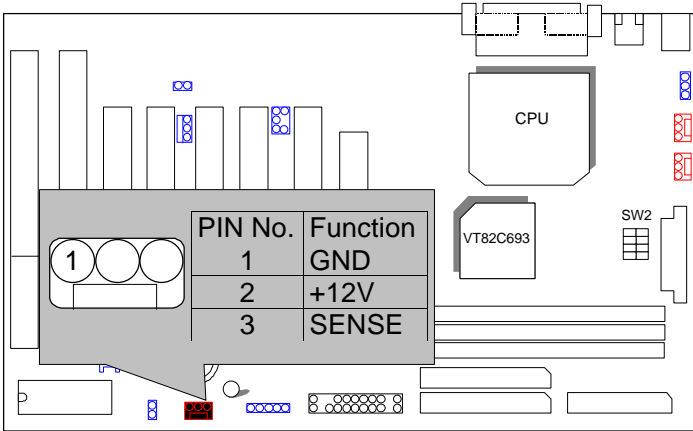 CPU
SW2
VT82C693
PIN No. Function
1
1 GND
2 +12V
3 SENSE